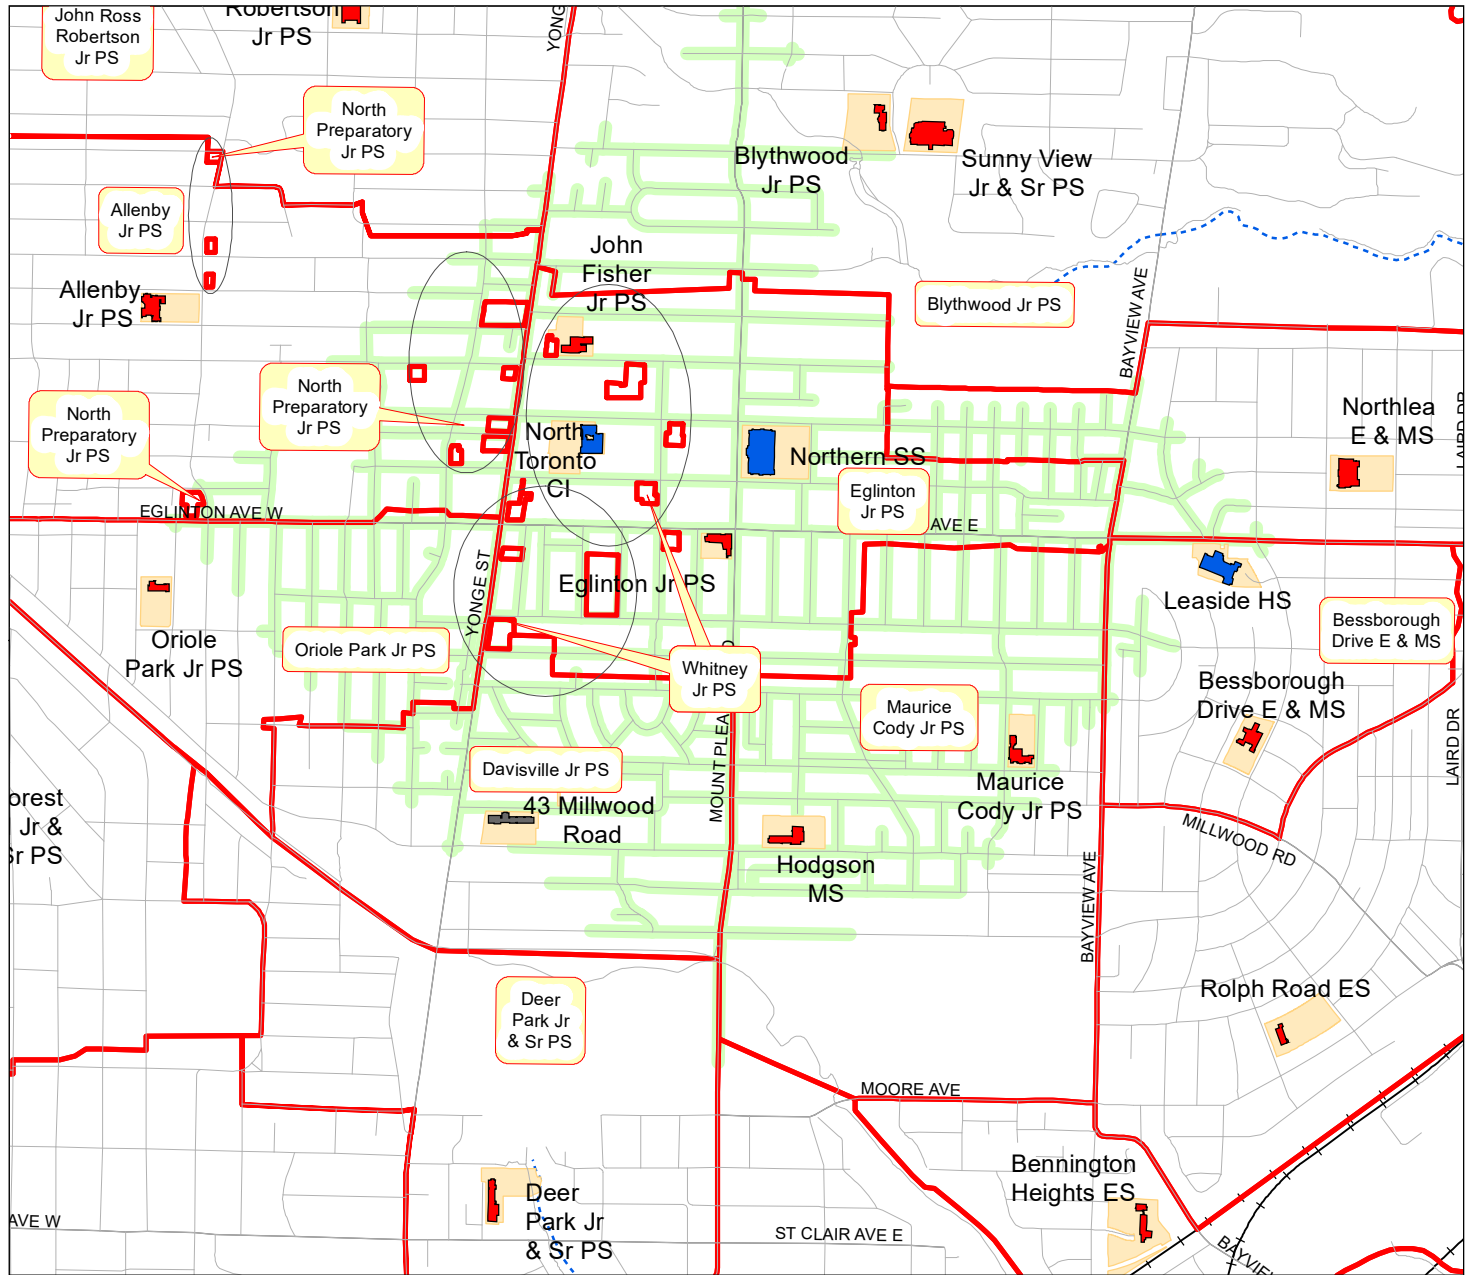 John Ross
Robertson
Jr PS
Robertson
Jr PS
YONG
North
Preparatory
Jr PS
Blythwood
Jr PS
Sunny View
Jr & Sr PS
Allenby
Jr PS
John
Fisher
Jr PS
Allenby
Jr PS
Blythwood Jr PS
BAYVIEW AVE
North
Preparatory
Jr PS
North
Preparatory
Jr PS
Northlea
E & MS
LAIRD DR
North
Toronto
CI
Northern SS
Eglinton
Jr PS
EGLINTON AVE W
AVE E
YONGE ST
Eglinton Jr PS
Leaside HS
Bessborough
Drive E & MS
Oriole
Park Jr PS
Oriole Park Jr PS
Whitney
Jr PS
Bessborough
Drive E & MS
Maurice
Cody Jr PS
MOUNT PLEA
LAIRD DR
Davisville Jr PS
Maurice
Cody Jr PS
orest
Jr &
Sr PS
43 Millwood
Road
MILLWOOD RD
Hodgson
MS
BAYVIEW AVE
Rolph Road ES
Deer
Park Jr
& Sr PS
MOORE AVE
Bennington
Heights ES
Deer
Park Jr
& Sr PS
AVE W
ST CLAIR AVE E
BAYVIE